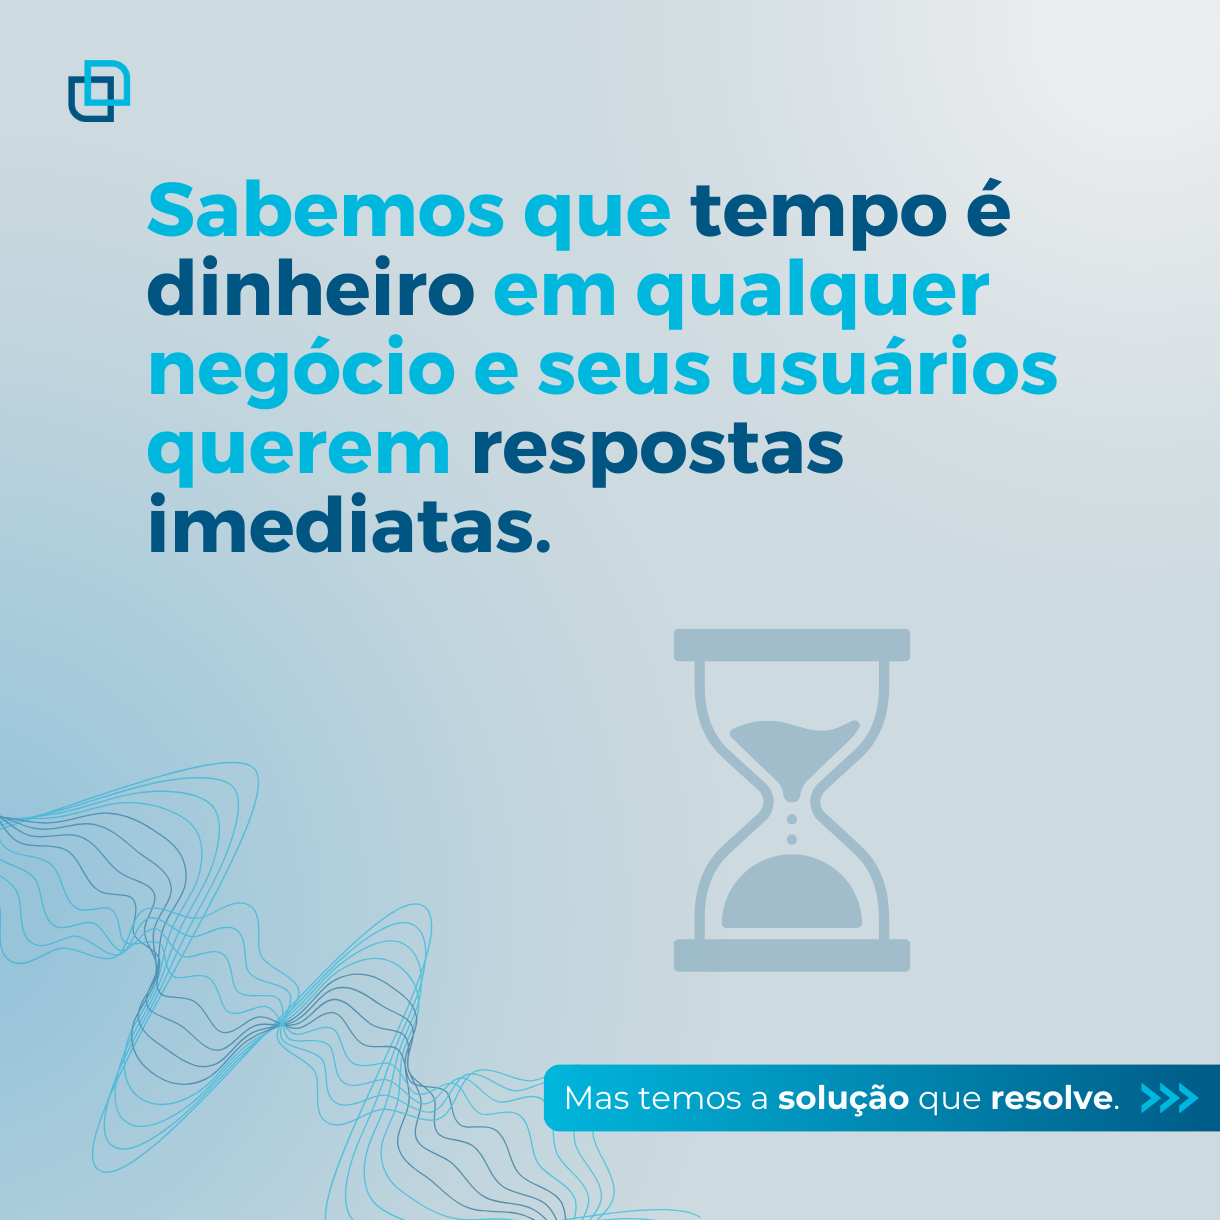 Sabemos que tempo é
dinheiro em qualquer
negócio e seus usuários
querem respostas
imediatas.
Mas temos a solução que resolve.